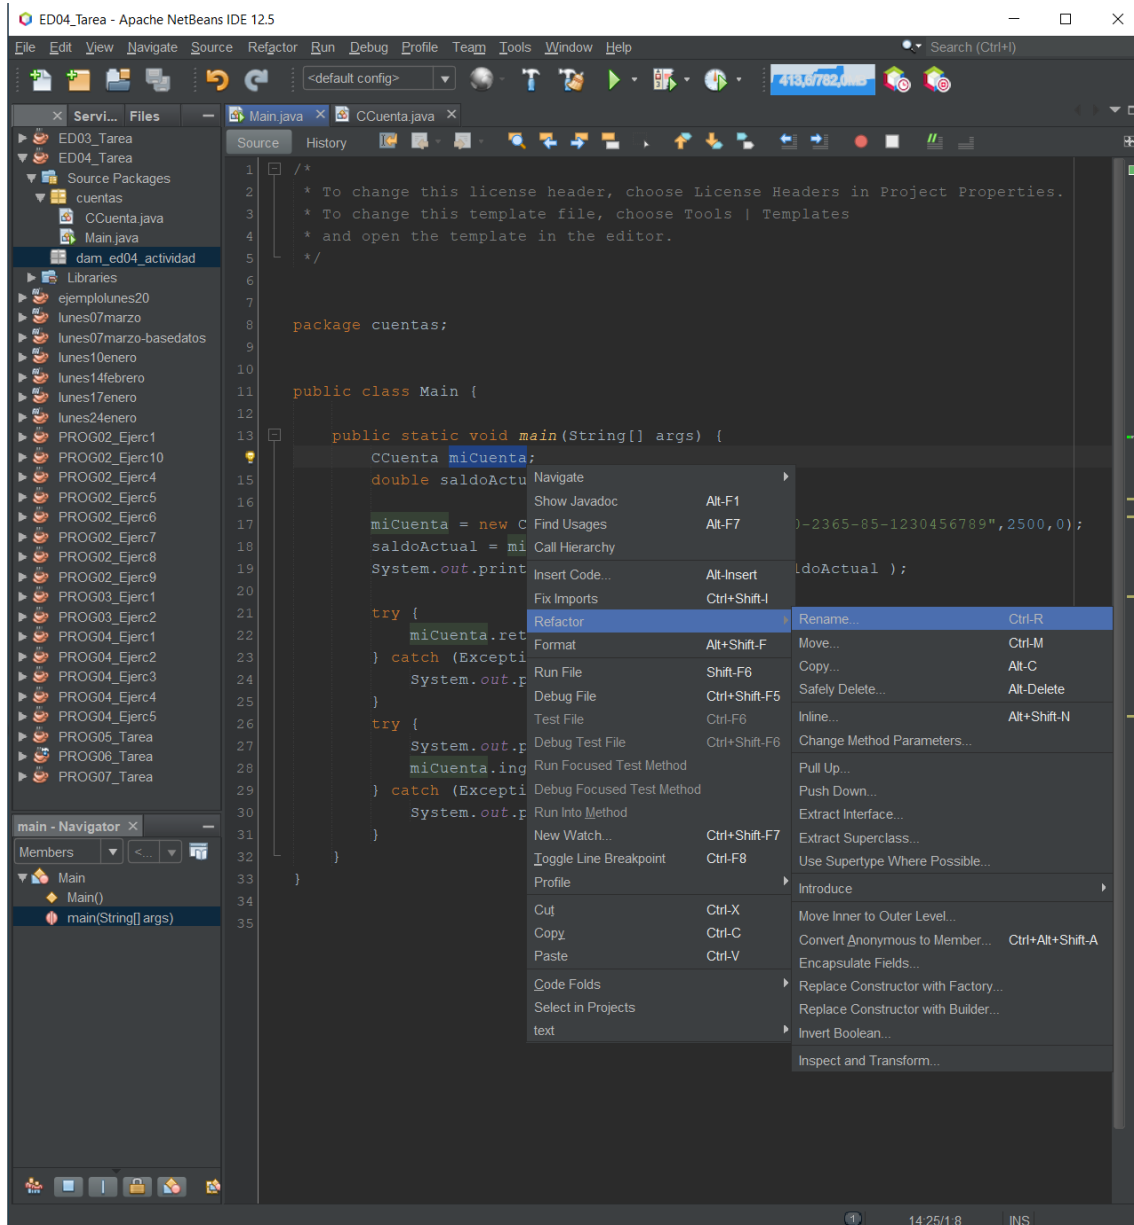 ED04_Tarea - Apache NetBeans IDE 12.5
File Edit View Navigate Source Refactor Run Debug Profile Team Tools Window Help
Search (Ctrl+I)
<default config>
413,6/782,0MB
Servi... Files
Main.java CCuenta.java
Source History
ED03_Tarea
ED04_Tarea
Source Packages
cuentas
CCuenta.java
Main.java
dam_ed04_actividad
Libraries
ejemplolunes20
lunes07marzo
lunes07marzo-basedatos
lunes10enero
lunes14febrero
lunes17enero
lunes24enero
PROG02_Ejerc1
PROG02_Ejerc10
PROG02_Ejerc4
PROG02_Ejerc5
PROG02_Ejerc6
PROG02_Ejerc7
PROG02_Ejerc8
PROG02_Ejerc9
PROG03_Ejerc1
PROG03_Ejerc2
PROG04_Ejerc1
PROG04_Ejerc2
PROG04_Ejerc3
PROG04_Ejerc4
PROG04_Ejerc5
PROG05_Tarea
PROG06_Tarea
PROG07_Tarea
main - Navigator
Members <...
Main
Main()
main(String[] args)
1 /*
2 * To change this license header, choose License Headers in Project Properties.
3 * To change this template file, choose Tools | Templates
4 * and open the template in the editor.
5 */
6
7
8 package cuentas;
9
10
11 public class Main {
12
13 public static void main(String[] args) {
CCuenta miCuenta;
15 double saldoActu
16
17 miCuenta = new C 0-2365-85-1230456789",2500,0);
18 saldoActual = mi
19 System.out.print ldoActual );
20
21 try {
22 miCuenta.ret
23 } catch (Excepti
24 System.out.p
25 }
26 try {
27 System.out.p
28 miCuenta.ing
29 } catch (Excepti
30 System.out.p
31 }
32 }
33 }
34
35
Navigate
Show Javadoc Alt-F1
Find Usages Alt-F7
Call Hierarchy
Insert Code... Alt-Insert
Fix Imports Ctrl+Shift-I
Refactor
Format Alt+Shift-F
Run File Shift-F6
Debug File Ctrl+Shift-F5
Test File Ctrl-F6
Debug Test File Ctrl+Shift-F6
Run Focused Test Method
Debug Focused Test Method
Run Into Method
New Watch... Ctrl+Shift-F7
Toggle Line Breakpoint Ctrl-F8
Profile
Cut Ctrl-X
Copy Ctrl-C
Paste Ctrl-V
Code Folds
Select in Projects
text
Rename... Ctrl-R
Move... Ctrl-M
Copy... Alt-C
Safely Delete... Alt-Delete
Inline... Alt+Shift-N
Change Method Parameters...
Pull Up...
Push Down...
Extract Interface...
Extract Superclass...
Use Supertype Where Possible...
Introduce
Move Inner to Outer Level...
Convert Anonymous to Member... Ctrl+Alt+Shift-A
Encapsulate Fields...
Replace Constructor with Factory...
Replace Constructor with Builder...
Invert Boolean...
Inspect and Transform...
1 14:25/1:8 INS